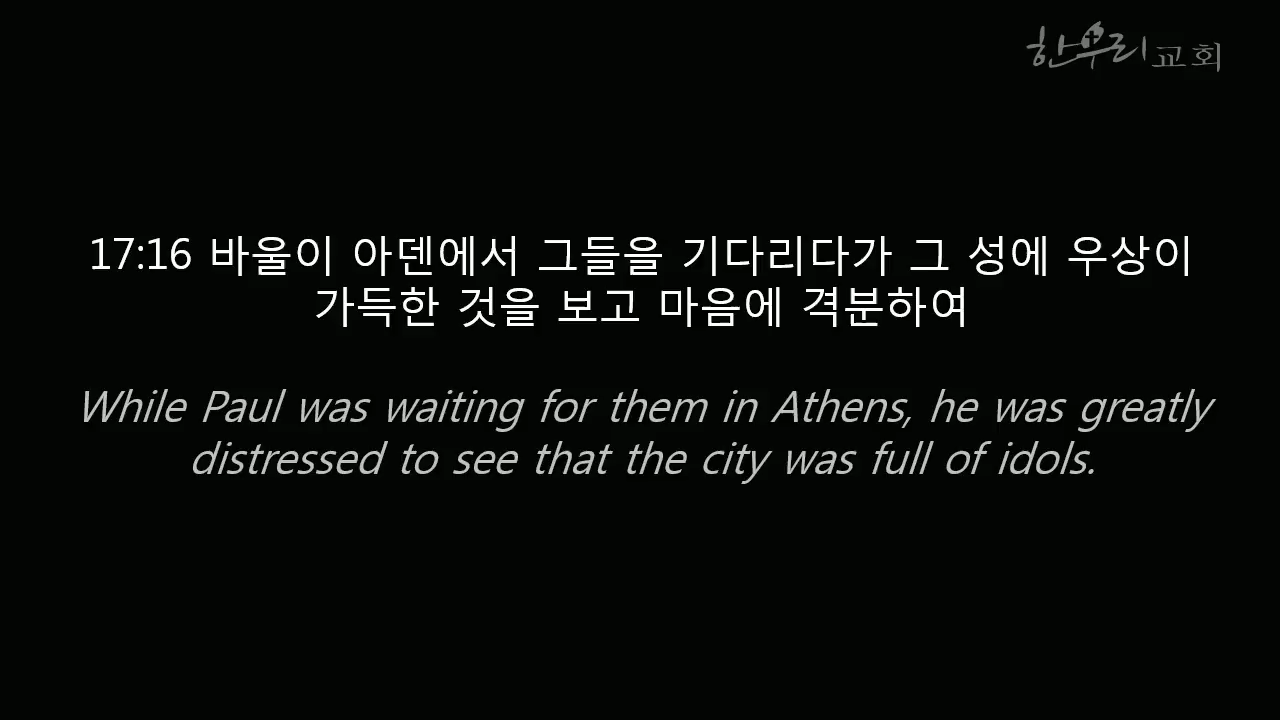 한우리교회
17:16 바울이 아덴에서 그들을 기다리다가 그 성에 우상이
가득한 것을 보고 마음에 격분하여
While Paul was waiting for them in Athens, he was greatly
distressed to see that the city was full of idols.